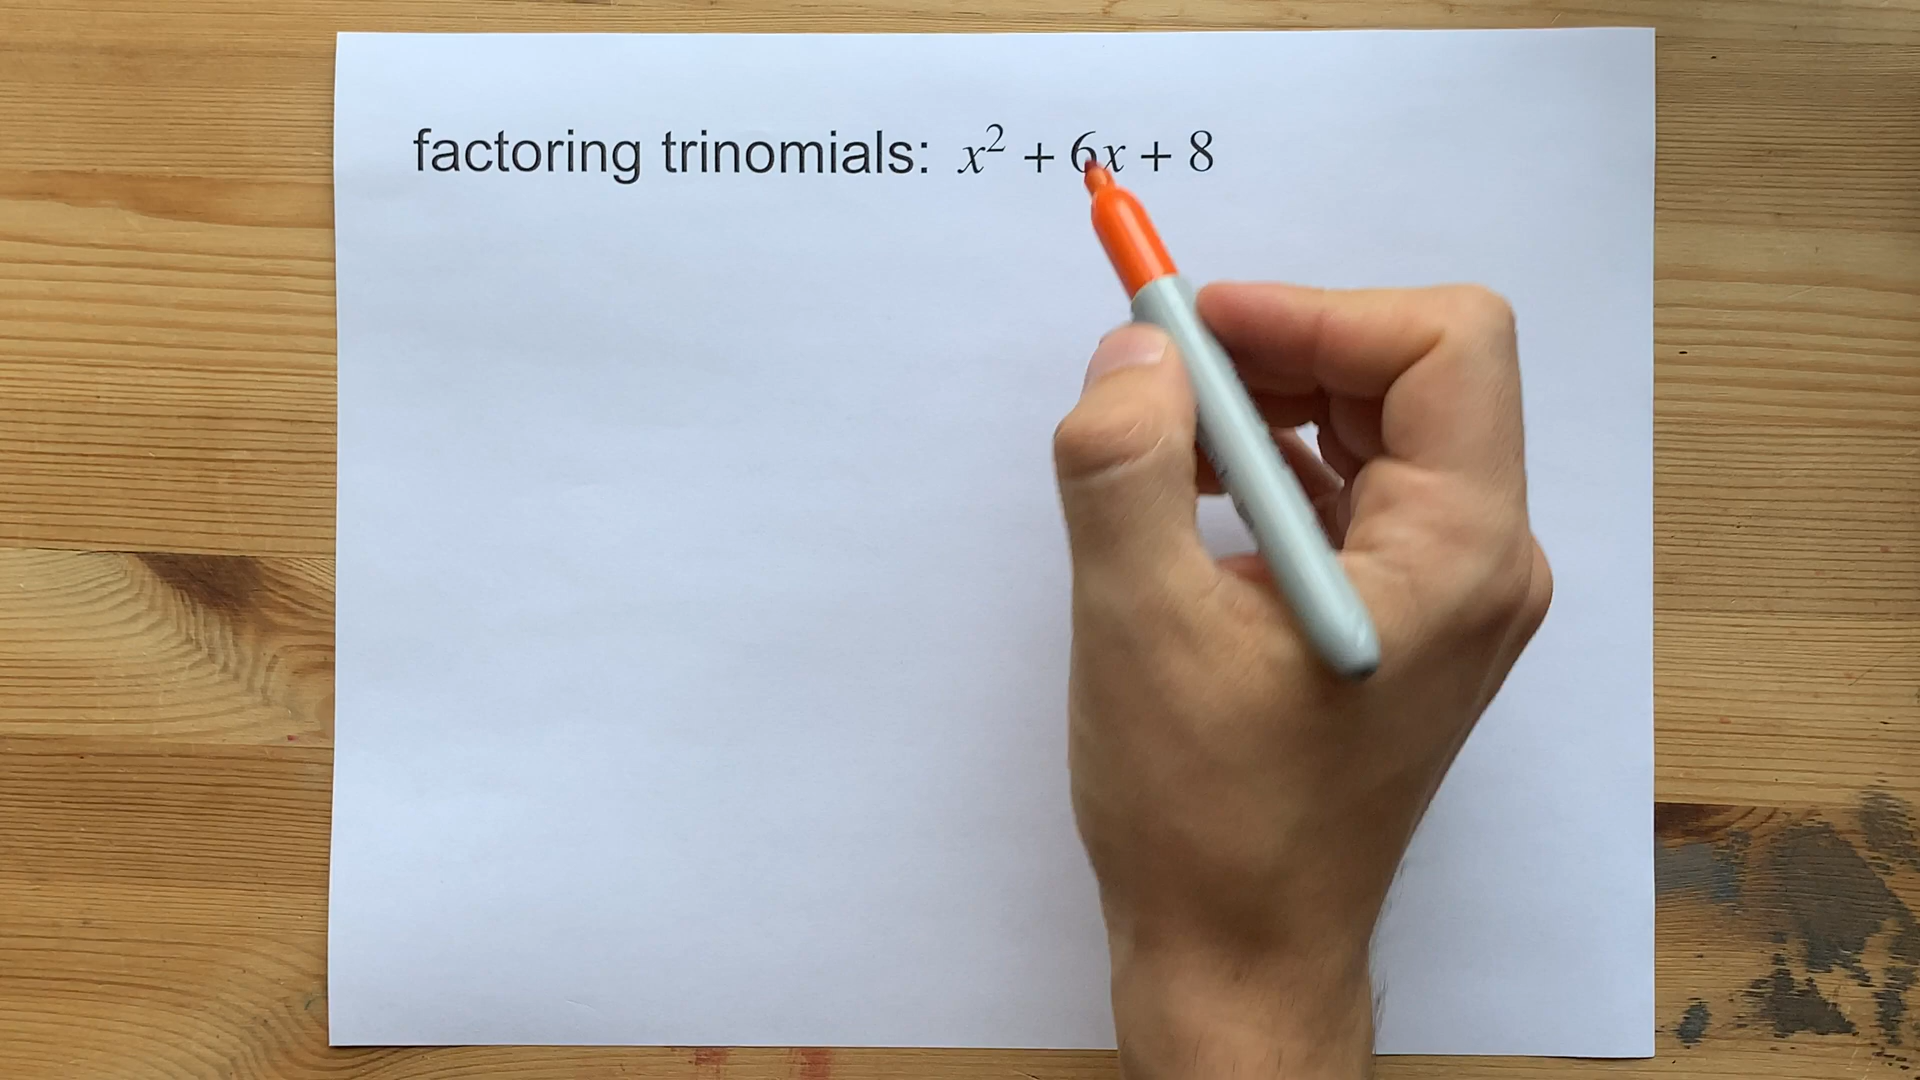 factoring trinomials: x² + 6x + 8